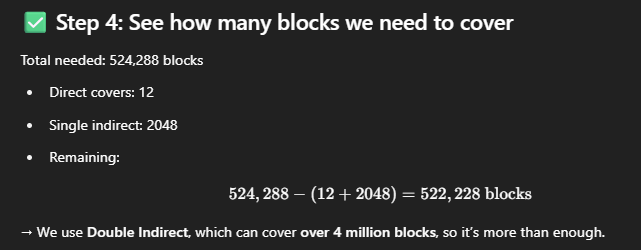 ✅ Step 4: See how many blocks we need to cover
Total needed: 524,288 blocks
• Direct covers: 12
• Single indirect: 2048
• Remaining:
524, 288 − (12 + 2048) = 522, 228 blocks
→ We use Double Indirect, which can cover over 4 million blocks, so it's more than enough.